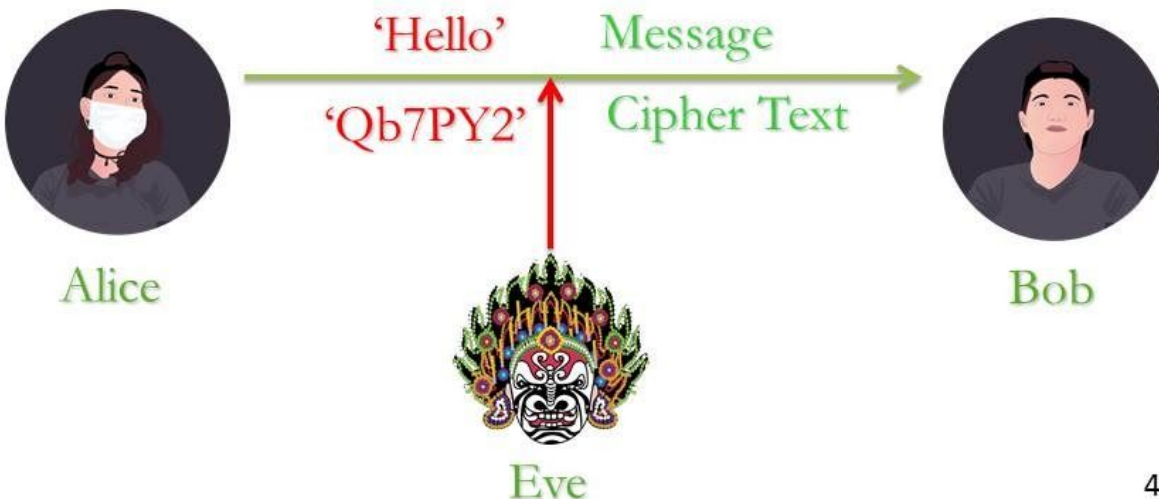 ‘Hello’ Message
‘Qb7PY2’ Cipher Text
Alice
Bob
Eve
4